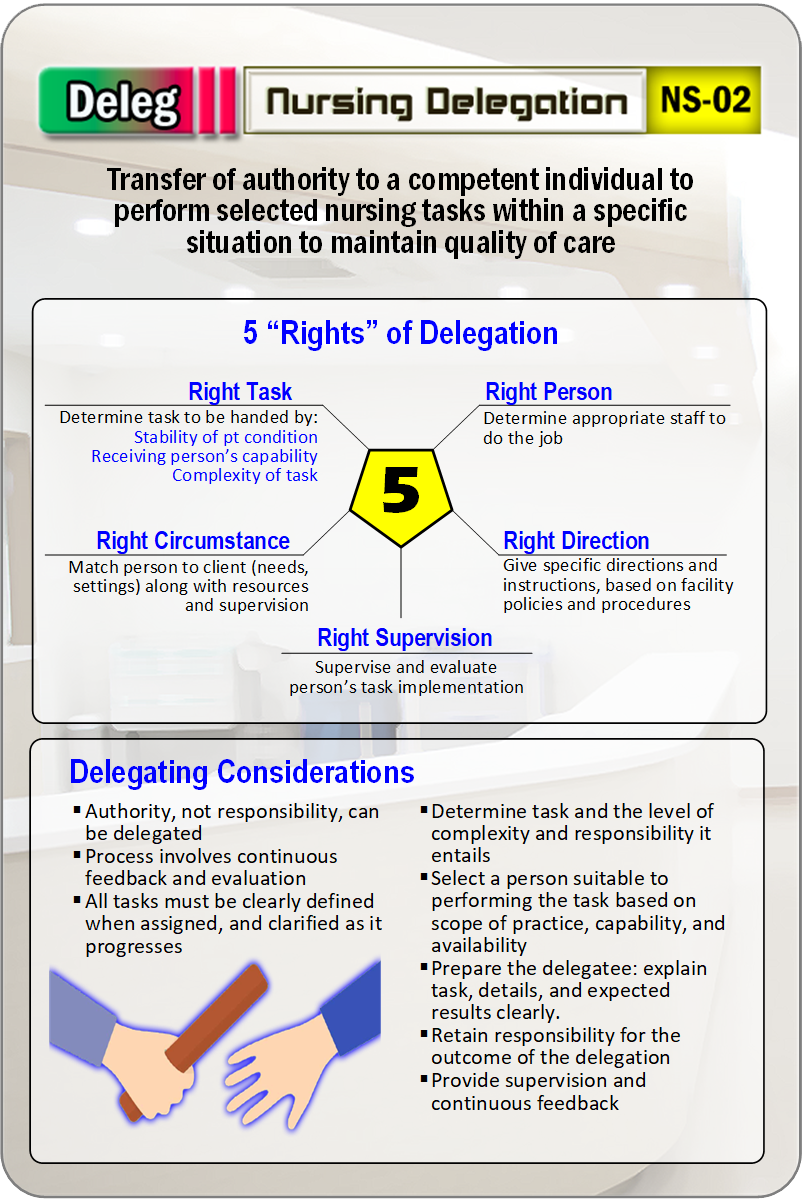 Deleg
Nursing Delegation
NS-02
Transfer of authority to a competent individual to
perform selected nursing tasks within a specific
situation to maintain quality of care
5 “Rights” of Delegation
Right Task
Determine task to be handed by:
Stability of pt condition
Receiving person’s capability
Complexity of task
Right Person
Determine appropriate staff to
do the job
5
Right Circumstance
Match person to client (needs,
settings) along with resources
and supervision
Right Direction
Give specific directions and
instructions, based on facility
policies and procedures
Right Supervision
Supervise and evaluate
person’s task implementation
Delegating Considerations
▪ Authority, not responsibility, can
be delegated
▪ Process involves continuous
feedback and evaluation
▪ All tasks must be clearly defined
when assigned, and clarified as it
progresses
▪ Determine task and the level of
complexity and responsibility it
entails
▪ Select a person suitable to
performing the task based on
scope of practice, capability, and
availability
▪ Prepare the delegatee: explain
task, details, and expected
results clearly.
▪ Retain responsibility for the
outcome of the delegation
▪ Provide supervision and
continuous feedback